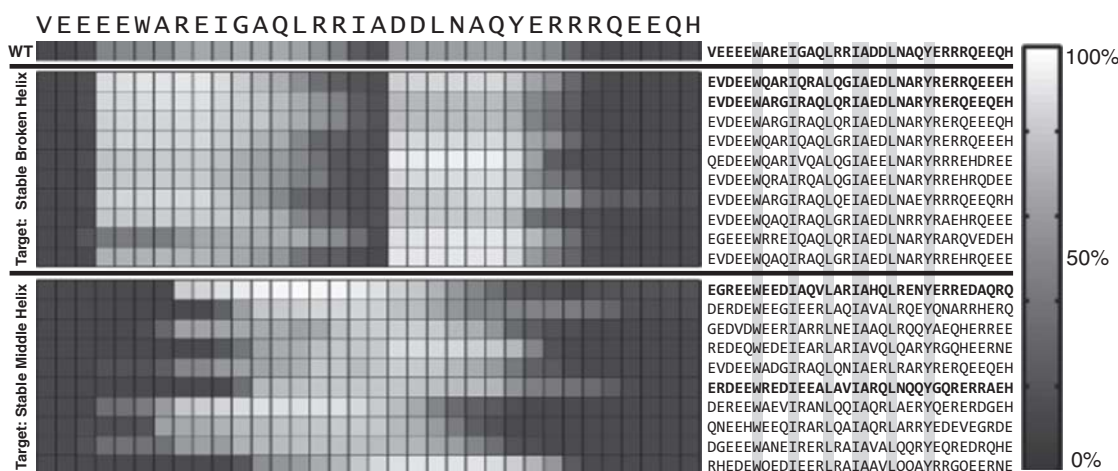 VEEEEWAREIGAQLRRIADDLNAQYERRRQEEQH
WT
VEEEEWAREIGAQLRRIADDLNAQYERRRQEEQH
100%
Target: Stable Broken Helix
EVDEEWQARIQRALQGIAEDLNARYRERRQEEEH
EVDEEWARGIRAQLQRIAEDLNARYRERQEEQEH
EVDEEWARGIRAQLQRIAEDLNARYRERQEEEQH
EVDEEWQARIQAQLGRIAEDLNARYRERRQEEEH
QEDEEWQARIVQALQGIAEELNARYRRREHDREE
EVDEEWQRAIRQALQGIAEELNARYRREHRQDEE
EVDEEWARGIRAQLQEIAEDLNAEYRRRQEEQRH
EVDEEWQAQIRAQLGRIAEDLNRRYRAEHRQEEE
EGEEEWRREIQAQLQRIAEDLNARYRARQVEDEH
EVDEEWQAQIRAQLGRIAEDLNARYRREHRQEEE
50%
Target: Stable Middle Helix
EGREEWEEDIAQVLARIAHQLRENYERREDAQRQ
DERDEWEEGIEERLAQIAVALRQEYQNARRHERQ
GEDVDWEERIARRLNEIAAQLRQQYAEQHERREE
REDEQWEDEIEARLARIAVQLQARYRGQHEERNE
EVDEEWADGIRAQLQNIAERLRARYRERQEEQEH
ERDEEWREDIEEALAVIARQLNQQYGQRERRAEH
DEREEWAEVIRANLQQIAQRLAERYQERERDGEH
QNEEHWEEQIRARLQAIAQRLARRYEDEVEGRDE
DGEEEWANEIRERLRAIAVALQQRYEQREDRQHE
RHEDEWQEDIEERLRAIAAVLQQAYRRGQEERNE
0%